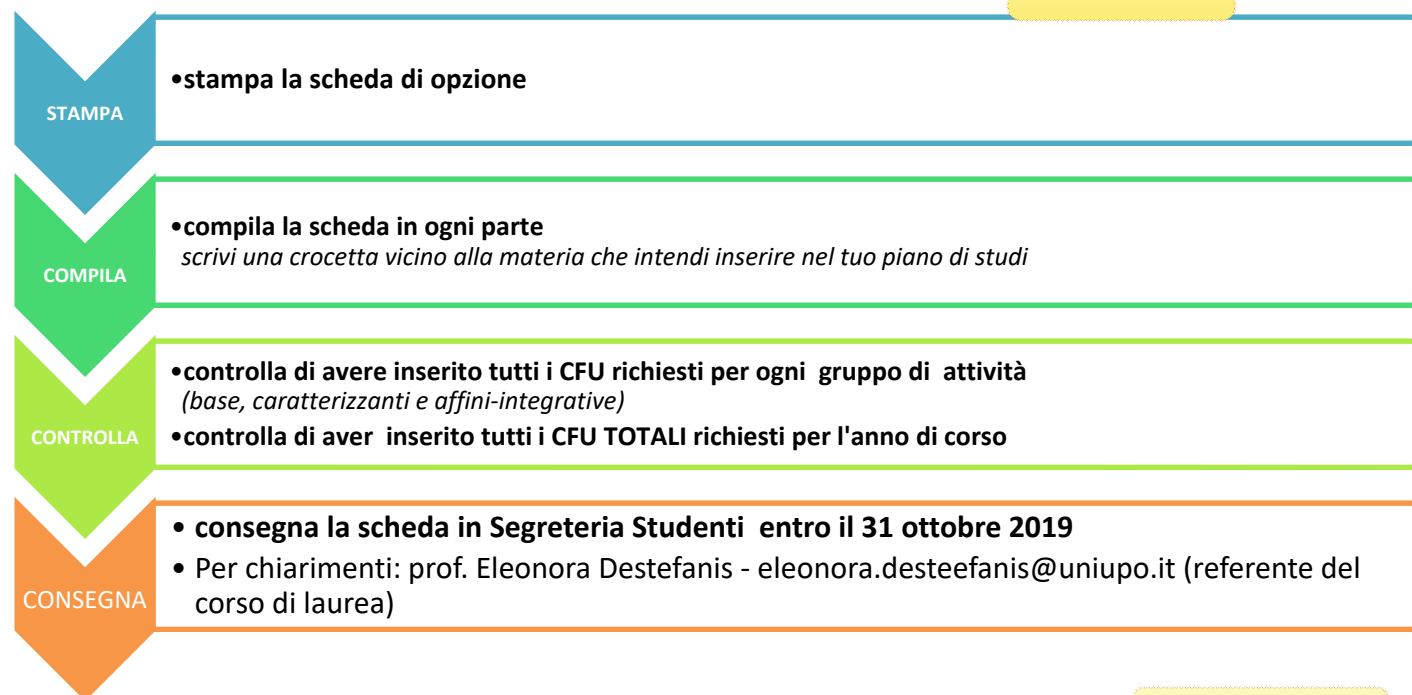 STAMPA
•stampa la scheda di opzione
COMPILA
•compila la scheda in ogni parte
scrivi una crocetta vicino alla materia che intendi inserire nel tuo piano di studi
CONTROLLA
•controlla di avere inserito tutti i CFU richiesti per ogni gruppo di attività
(base, caratterizzanti e affini-integrative)
•controlla di aver inserito tutti i CFU TOTALI richiesti per l'anno di corso
CONSEGNA
• consegna la scheda in Segreteria Studenti entro il 31 ottobre 2019
• Per chiarimenti: prof. Eleonora Destefanis - eleonora.desteefanis@uniupo.it (referente del
corso di laurea)